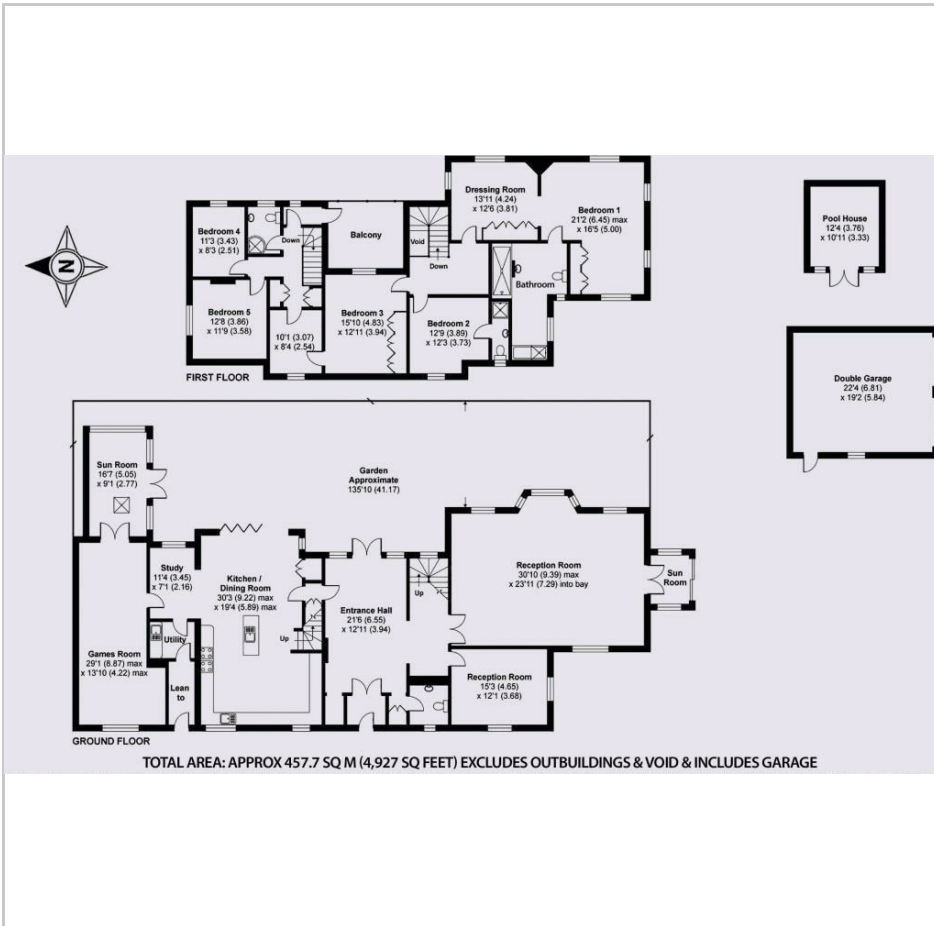 Dressing Room
13'11 (4.24)
x 12'6 (3.81)
Bedroom 1
21'2 (6.45) max
x 16'5 (5.00)
Pool House
12'4 (3.76)
x 10'11 (3.33)
Bedroom 4
11'3 (3.43)
x 8'3 (2.51)
Down
Balcony
Void
Down
N
Bathroom
Bedroom 5
12'8 (3.86)
x 11'9 (3.58)
10'1 (3.07)
x 8'4 (2.54)
Bedroom 3
15'10 (4.83)
x 12'11 (3.94)
Bedroom 2
12'9 (3.89)
x 12'3 (3.73)
FIRST FLOOR
Double Garage
22'4 (6.81)
x 19'2 (5.84)
Sun Room
16'7 (5.05)
x 9'1 (2.77)
Garden
Approximate
135'10 (41.17)
Study
11'4 (3.45)
x 7'1 (2.16)
Kitchen /
Dining Room
30'3 (9.22) max
x 19'4 (5.89) max
Up
Entrance Hall
21'6 (6.55)
x 12'11 (3.94)
Up
Reception Room
30'10 (9.39) max
x 23'11 (7.29) into bay
Sun
Room
Utility
Games Room
29'1 (8.87) max
x 13'10 (4.22) max
Lean
to
Reception Room
15'3 (4.65)
x 12'1 (3.68)
GROUND FLOOR
TOTAL AREA: APPROX 457.7 SQ M (4,927 SQ FEET) EXCLUDES OUTBUILDINGS & VOID & INCLUDES GARAGE